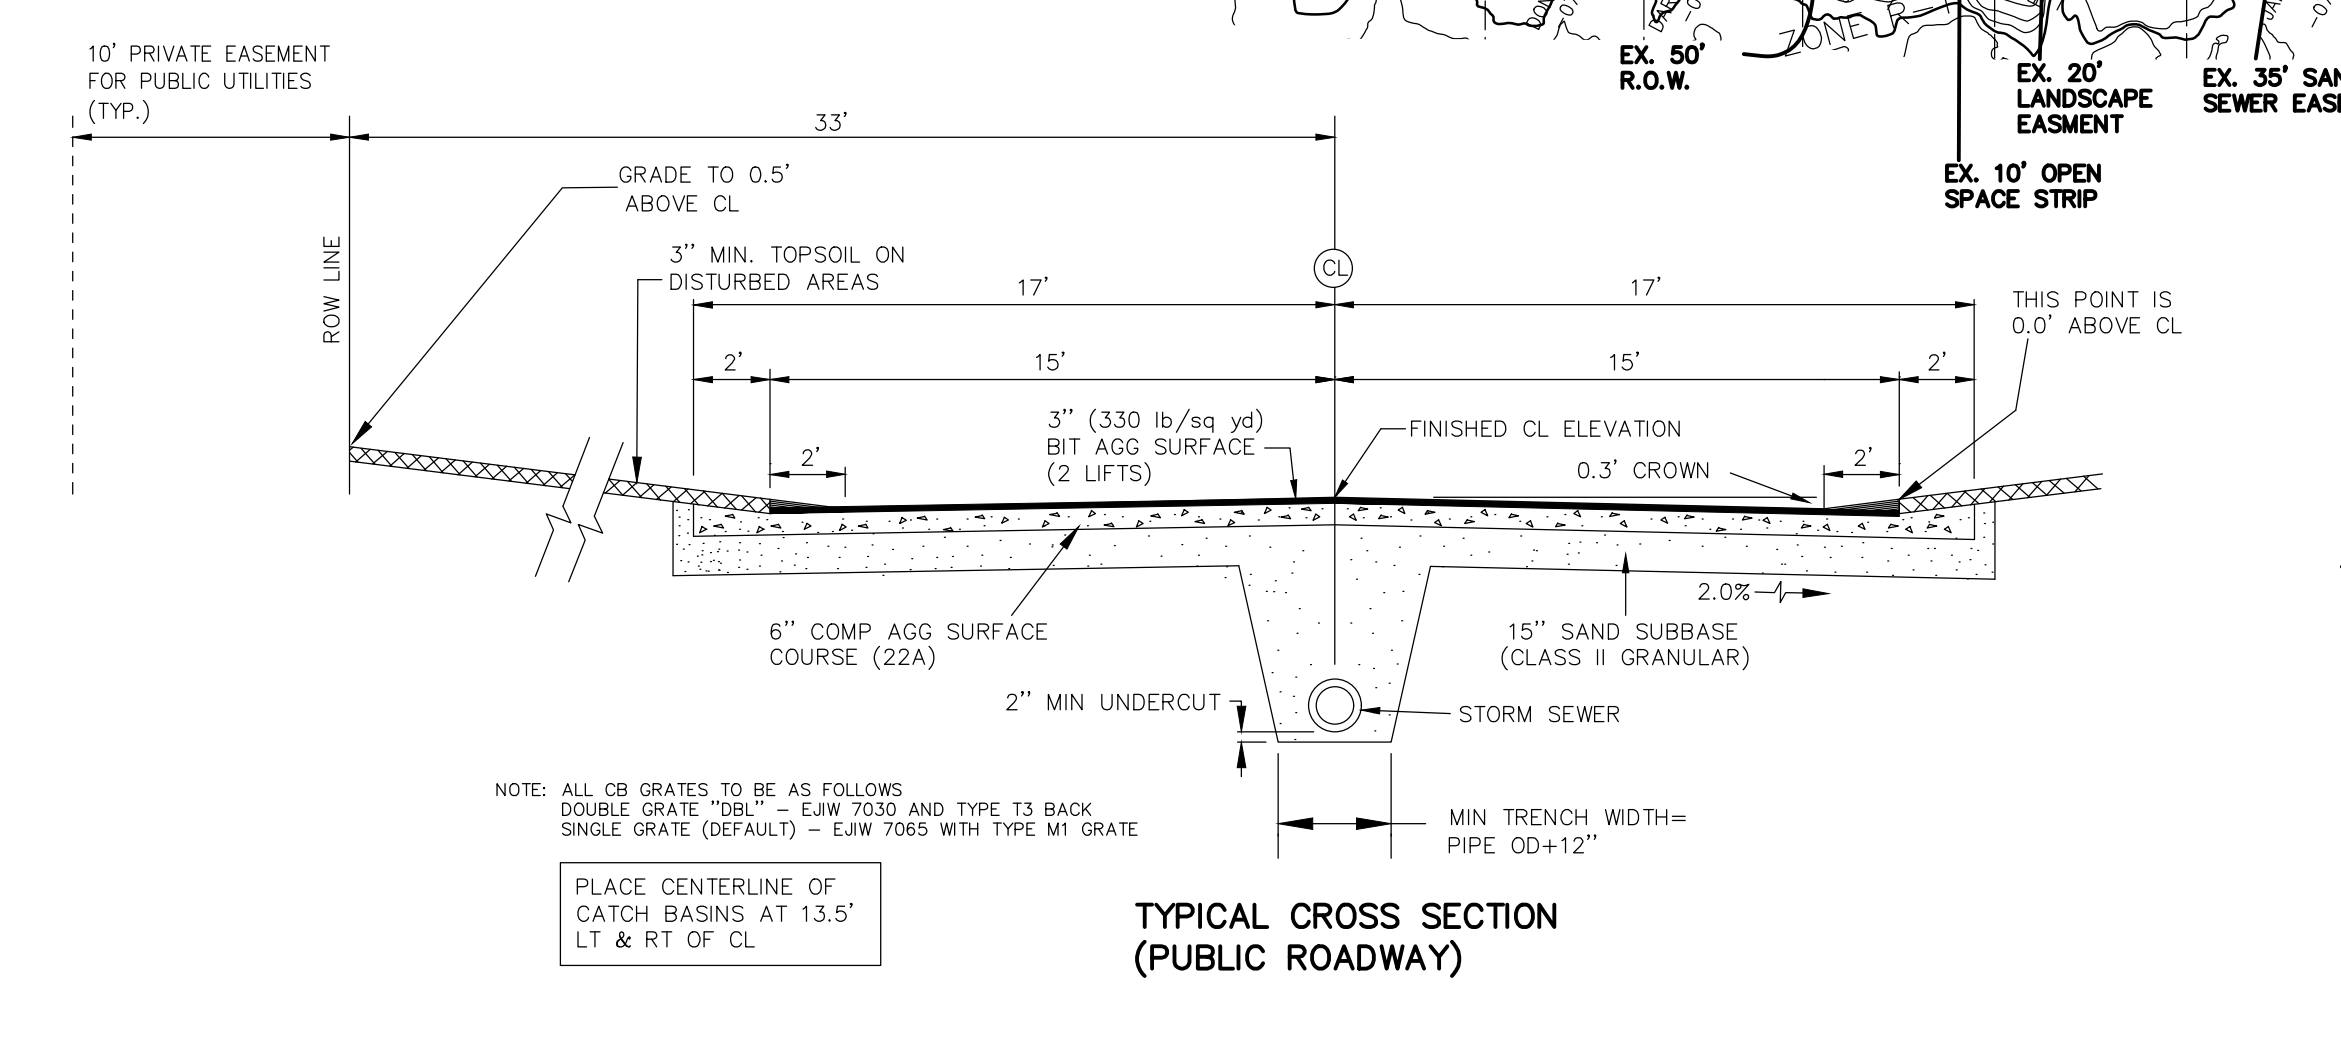 ZONE R-
EX. 50'
R.O.W.
EX. 20'
LANDSCAPE
EASMENT
EX. 35' SAN
SEWER EAS
EX. 10' OPEN
SPACE STRIP
10' PRIVATE EASEMENT
FOR PUBLIC UTILITIES
(TYP.)
33'
GRADE TO 0.5'
ABOVE CL
ROW LINE
3" MIN. TOPSOIL ON
DISTURBED AREAS
CL
17'
17'
THIS POINT IS
0.0' ABOVE CL
2'
15'
15'
2'
3" (330 lb/sq yd)
BIT AGG SURFACE
(2 LIFTS)
FINISHED CL ELEVATION
2'
0.3' CROWN
2'
2.0%
6" COMP AGG SURFACE
COURSE (22A)
15" SAND SUBBASE
(CLASS II GRANULAR)
2" MIN UNDERCUT
STORM SEWER
NOTE: ALL CB GRATES TO BE AS FOLLOWS
DOUBLE GRATE "DBL" - EJIW 7030 AND TYPE T3 BACK
SINGLE GRATE (DEFAULT) - EJIW 7065 WITH TYPE M1 GRATE
MIN TRENCH WIDTH=
PIPE OD+12"
PLACE CENTERLINE OF
CATCH BASINS AT 13.5'
LT & RT OF CL
TYPICAL CROSS SECTION
(PUBLIC ROADWAY)